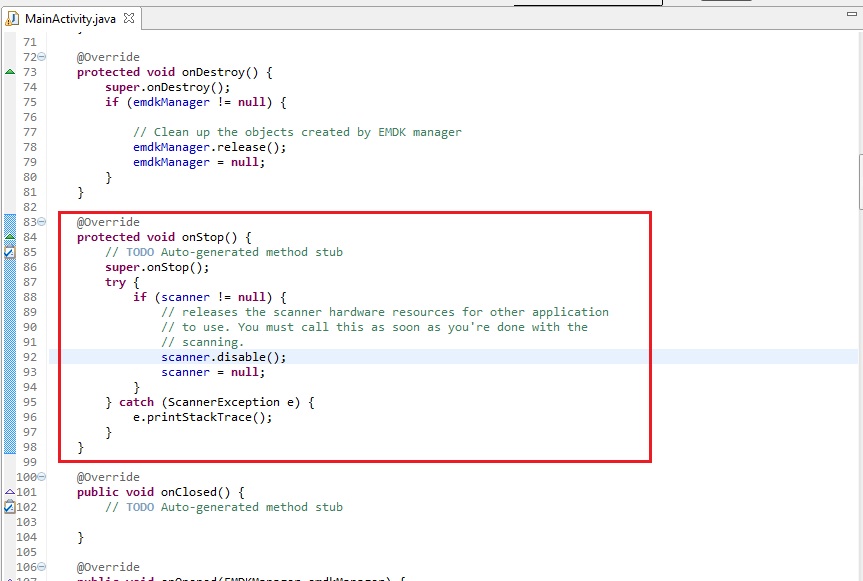 MainActivity.java
71
72 @Override
73 protected void onDestroy() {
74 super.onDestroy();
75 if (emdkManager != null) {
76
77 // Clean up the objects created by EMDK manager
78 emdkManager.release();
79 emdkManager = null;
80 }
81 }
82
83 @Override
84 protected void onStop() {
85 // TODO Auto-generated method stub
86 super.onStop();
87 try {
88 if (scanner != null) {
89 // releases the scanner hardware resources for other application
90 // to use. You must call this as soon as you're done with the
91 // scanning.
92 scanner.disable();
93 scanner = null;
94 }
95 } catch (ScannerException e) {
96 e.printStackTrace();
97 }
98 }
99
100 @Override
101 public void onClosed() {
102 // TODO Auto-generated method stub
103
104 }
105
106 @Override
107 public void onOpened(EMDKManager emdkManager) {